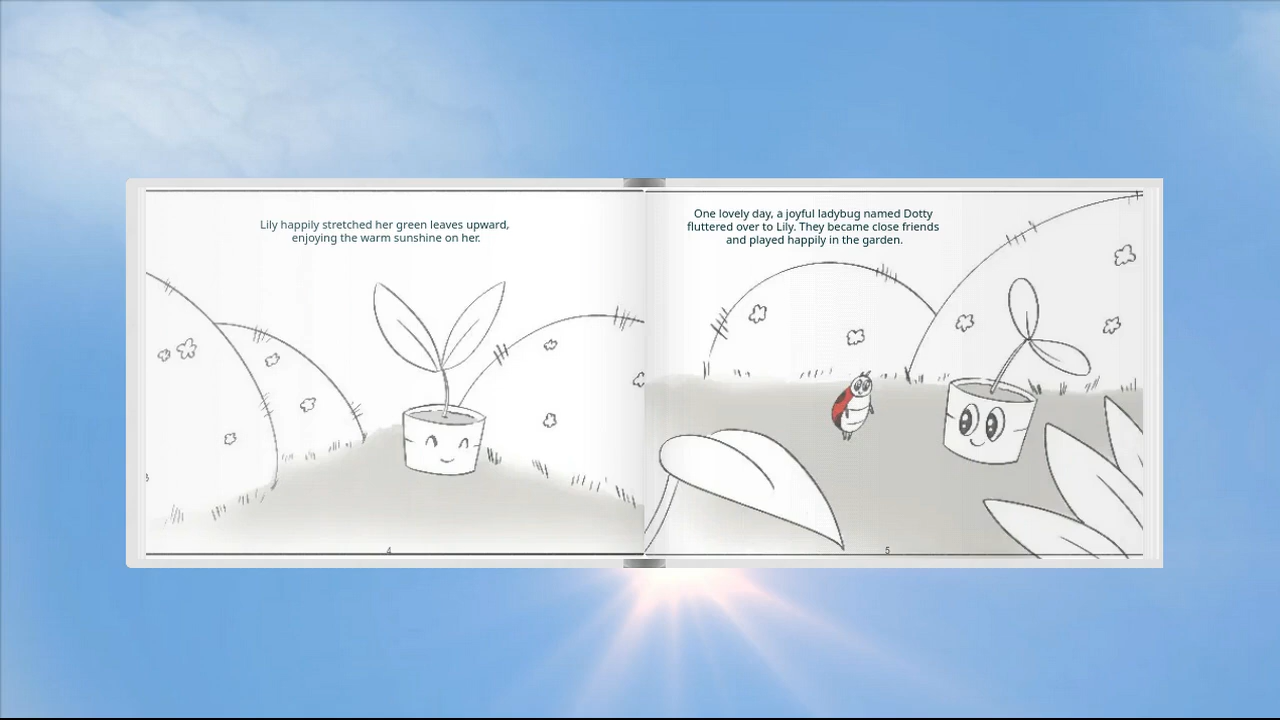 Lily happily stretched her green leaves upward,
enjoying the warm sunshine on her.
4
One lovely day, a joyful ladybug named Dotty
fluttered over to Lily. They became close friends
and played happily in the garden.
5